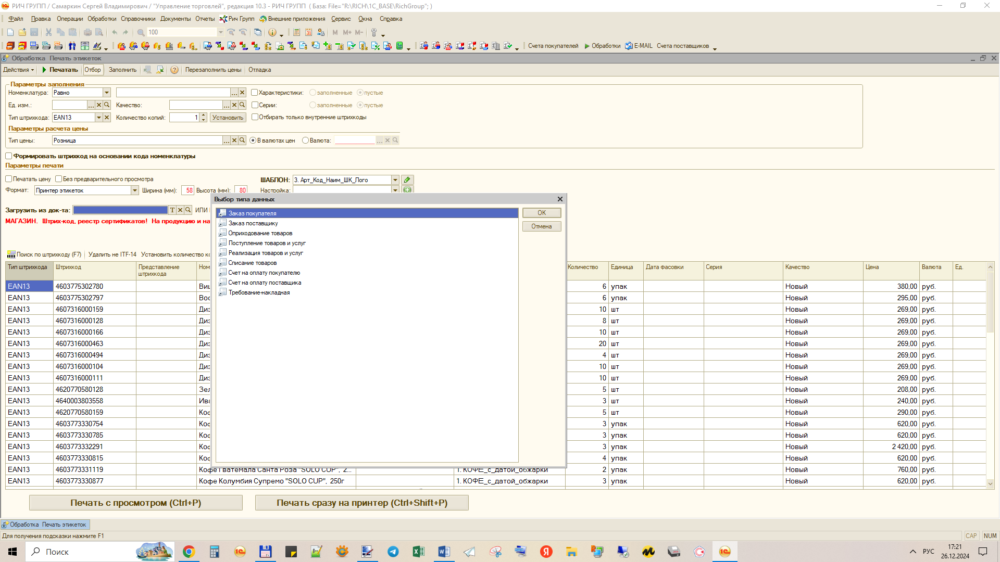 РИЧ ГРУПП / Самаркин Сергей Владимирович / "Управление торговлей", редакция 10.3 - РИЧ ГРУПП ( База: File="R:\RICH\1C_BASE\RichGroup"; )
Файл Правка Операции Обработки Справочники Документы Отчеты Рич Групп Внешние приложения Сервис Окна Справка
100 M M+ M-
Счета покупателей Обработки E-MAIL Счета поставщиков
Обработка Печать этикеток
Действия Печатать Отбор Заполнить Перезаполнить цены Отладка
Параметры заполнения
Номенклатура: Равно Характеристики: заполненные пустые
Ед. изм.: Качество: Серии: заполненные пустые
Тип штрихкода: EAN13 Количество копий: 1 Установить Отбирать только внутренние штрихкоды
Параметры расчета цены
Тип цены: Розница В валютах цен Валюта:
Формировать штрихкод на основании кода номенклатуры
Параметры печати
Печатать цену Без предварительного просмотра ШАБЛОН: 3. Арт_Код_Наим_ШК_Лого
Формат: Принтер этикеток Ширина (мм): 58 Высота (мм): 80 Настройка:
Загрузить из док-та: T ИЛИ
МАГАЗИН. Штрих-код, реестр сертификатов! На продукцию и на
Выбор типа данных
Заказ покупателя
Заказ поставщику
Оприходование товаров
Поступление товаров и услуг
Реализация товаров и услуг
Списание товаров
Счет на оплату покупателю
Счет на оплату поставщика
Требование-накладная
OK
Отмена
Поиск по штрихкоду (F7) Удалить не ITF-14 Установить количество ко
Тип штрихкода Штрихкод Представление штрихкода Ном Количество Единица Дата фасовки Серия Качество Цена Валюта Ед.
EAN13 4603775302780 Виш 6 упак Новый 380,00 руб.
EAN13 4603775302797 Вос 6 упак Новый 295,00 руб.
EAN13 4607316000159 Диз 10 шт Новый 269,00 руб.
EAN13 4607316000128 Диз 8 шт Новый 269,00 руб.
EAN13 4607316000166 Диз 10 шт Новый 269,00 руб.
EAN13 4607316000463 Диз 20 шт Новый 269,00 руб.
EAN13 4607316000494 Диз 4 шт Новый 269,00 руб.
EAN13 4607316000104 Диз 10 шт Новый 269,00 руб.
EAN13 4607316000111 Диз 10 шт Новый 269,00 руб.
EAN13 4620770580128 Зел 5 шт Новый 208,00 руб.
EAN13 4640003803558 Ива 3 шт Новый 240,00 руб.
EAN13 4620770580159 Коф 5 шт Новый 290,00 руб.
EAN13 4603773330754 Коф 3 упак Новый 620,00 руб.
EAN13 4603773330785 Коф 3 упак Новый 620,00 руб.
EAN13 4603773332291 Коф 3 упак Новый 2 420,00 руб.
EAN13 4603773330815 Коф 4 упак Новый 620,00 руб.
EAN13 4603773331119 Кофе Гватемала Санта Роза "SOLO CUP", 2... 1. КОФЕ_с_датой_обжарки 2 упак Новый 760,00 руб.
EAN13 4603773330877 Кофе Колумбия Супремо "SOLO CUP", 250г 1. КОФЕ_с_датой_обжарки 3 упак Новый 620,00 руб.
Печать с просмотром (Ctrl+P) Печать сразу на принтер (Ctrl+Shift+P)
Обработка Печать этикеток
Для получения подсказки нажмите F1 CAP NUM
Поиск РУС 17:21
26.12.2024